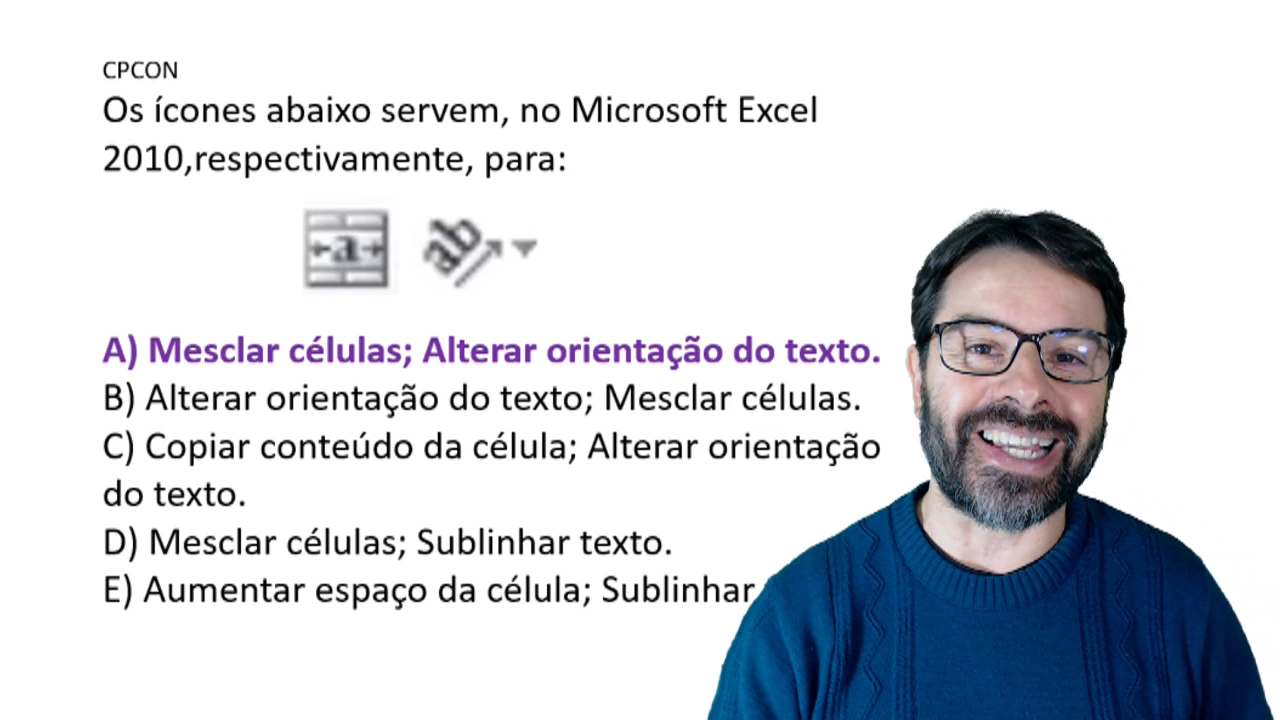 CPCON
Os ícones abaixo servem, no Microsoft Excel
2010,respectivamente, para:
a ab
A) Mesclar células; Alterar orientação do texto.
B) Alterar orientação do texto; Mesclar células.
C) Copiar conteúdo da célula; Alterar orientação
do texto.
D) Mesclar células; Sublinhar texto.
E) Aumentar espaço da célula; Sublinhar